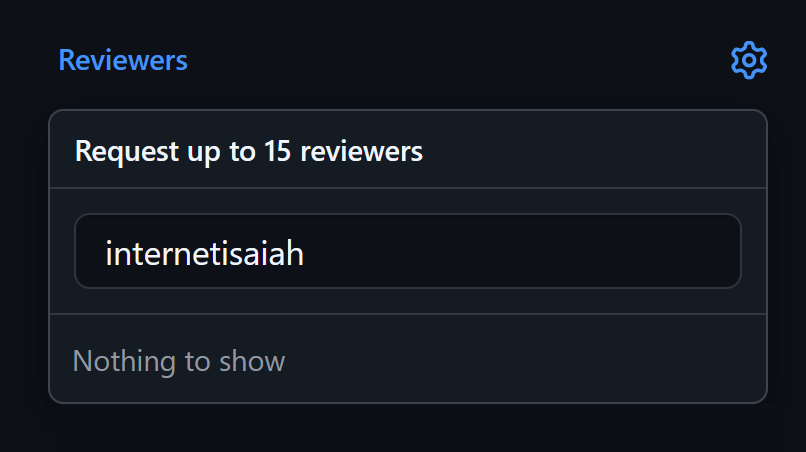 Reviewers
Request up to 15 reviewers
internetisaiah
Nothing to show